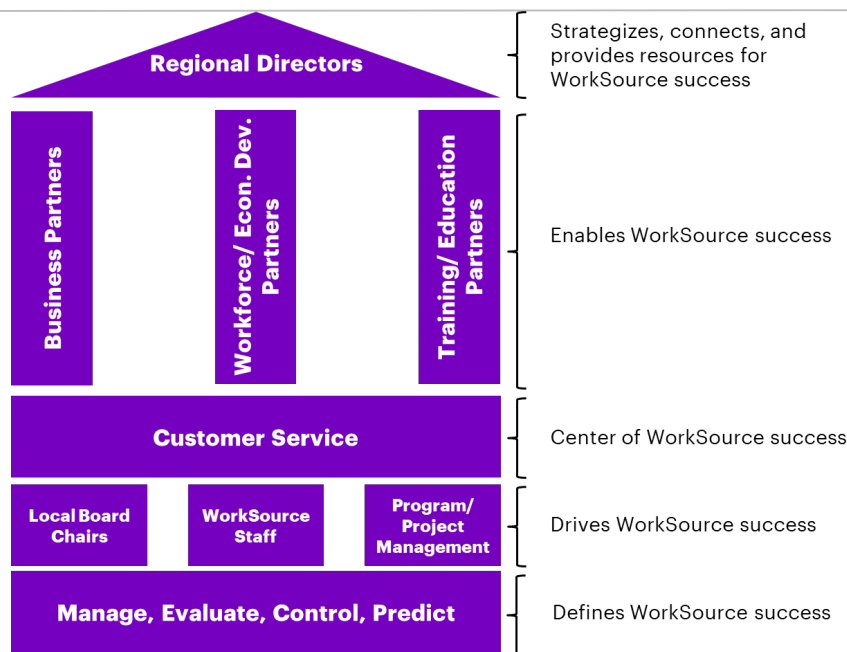 Regional Directors
Strategizes, connects, and
provides resources for
WorkSource success
Business Partners
Workforce/ Econ. Dev.
Partners
Training/ Education
Partners
Enables WorkSource success
Customer Service
Center of WorkSource success
Local Board
Chairs
WorkSource
Staff
Program/
Project
Management
Drives WorkSource success
Manage, Evaluate, Control, Predict
Defines WorkSource success